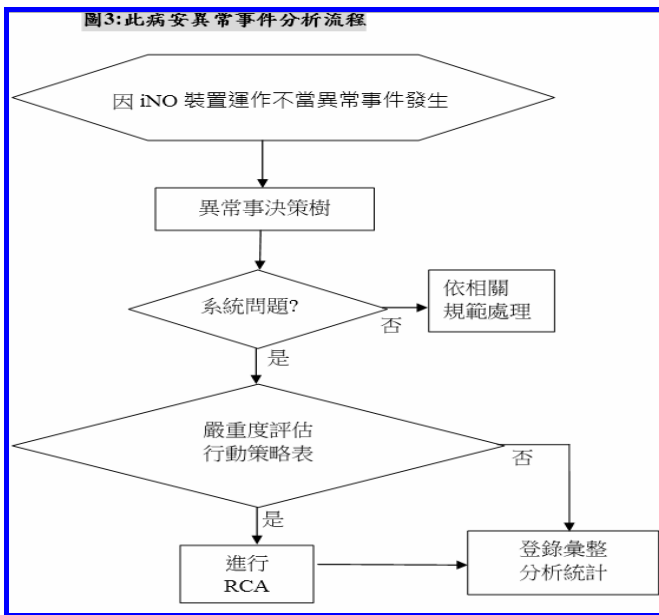 圖3:此病安異常事件分析流程
因 iNO 裝置運作不當異常事件發生
異常事決策樹
系統問題?
否
依相關
規範處理
是
嚴重度評估
行動策略表
否
是
進行
RCA
登錄彙整
分析統計